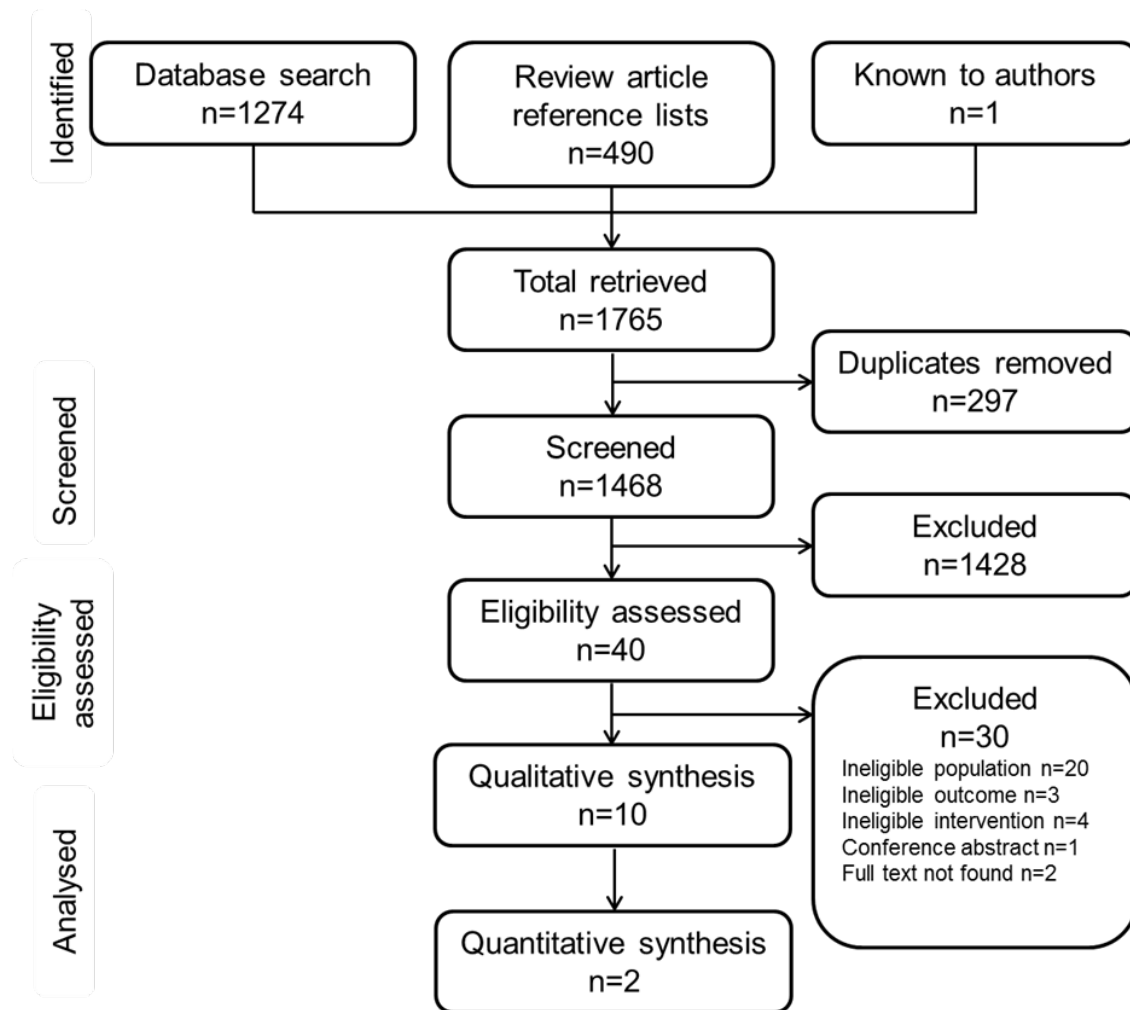 Identified
Database search
n=1274
Review article
reference lists
n=490
Known to authors
n=1
Total retrieved
n=1765
Duplicates removed
n=297
Screened
Screened
n=1468
Excluded
n=1428
Eligibility
assessed
Eligibility assessed
n=40
Excluded
n=30
Ineligible population n=20
Ineligible outcome n=3
Ineligible intervention n=4
Conference abstract n=1
Full text not found n=2
Qualitative synthesis
n=10
Analysed
Quantitative synthesis
n=2